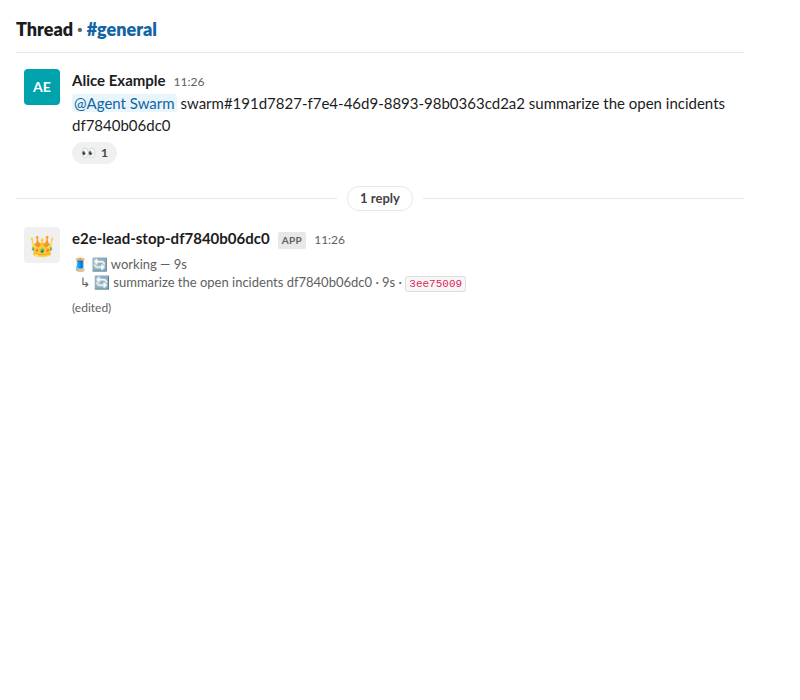 Thread • #general
AE
Alice Example 11:26
@Agent Swarm swarm#191d7827-f7e4-46d9-8893-98b0363cd2a2 summarize the open incidents
df7840b06dc0
1
1 reply
e2e-lead-stop-df7840b06dc0 APP 11:26
working — 9s
↳ summarize the open incidents df7840b06dc0 · 9s · 3ee75009
(edited)